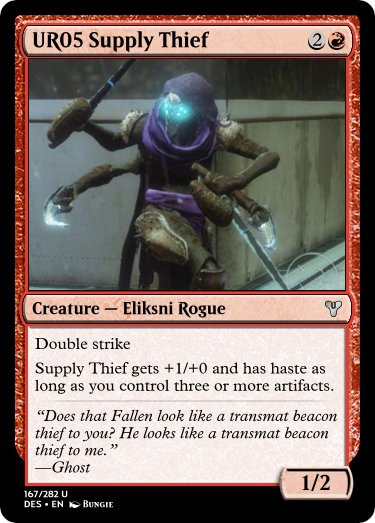 UR05 Supply Thief 2
Creature — Eliksni Rogue
Double strike
Supply Thief gets +1/+0 and has haste as
long as you control three or more artifacts.
“Does that Fallen look like a transmat beacon
thief to you? He looks like a transmat beacon
thief to me.”
—Ghost
1/2
167/282 U
DES • EN Bungie